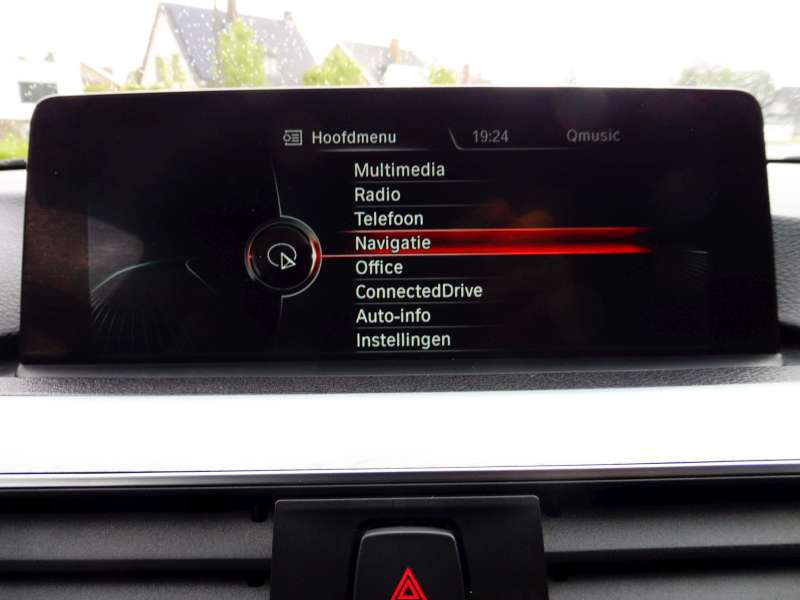 Hoofdmenu 19:24 Qmusic
Multimedia
Radio
Telefoon
Navigatie
Office
ConnectedDrive
Auto-info
Instellingen